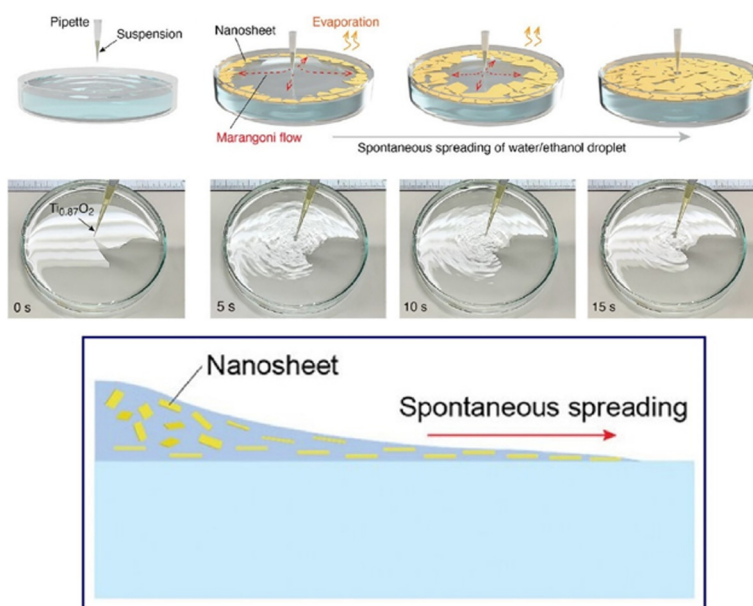 Pipette
Suspension
Nanosheet
Evaporation
Marangoni flow
Spontaneous spreading of water/ethanol droplet
Ti0.87O2
0 s
5 s
10 s
15 s
Nanosheet
Spontaneous spreading